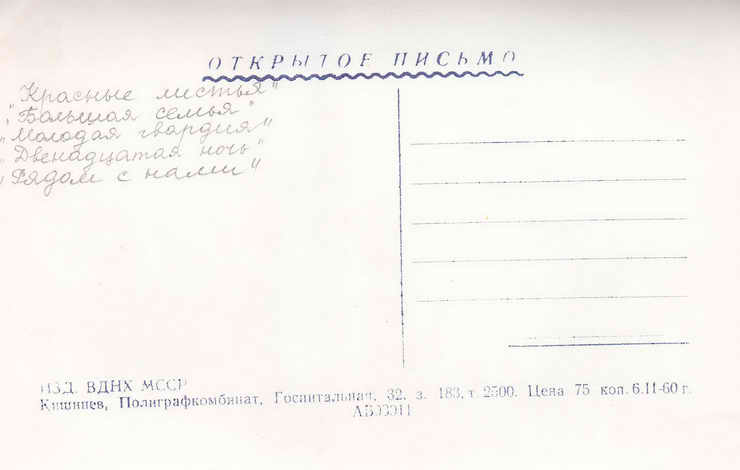 ОТКРЫТОЕ ПИСЬМО
„Красные листья"
„Большая семья"
„Молодая гвардия"
„Двенадцатая ночь"
„Рядом с нами"
ИЗД. ВДНХ МССР
Кишинев, Полиграфкомбинат, Госпитальная, 32. з. 183, т. 2500. Цена 75 коп. 6.11-60 г.